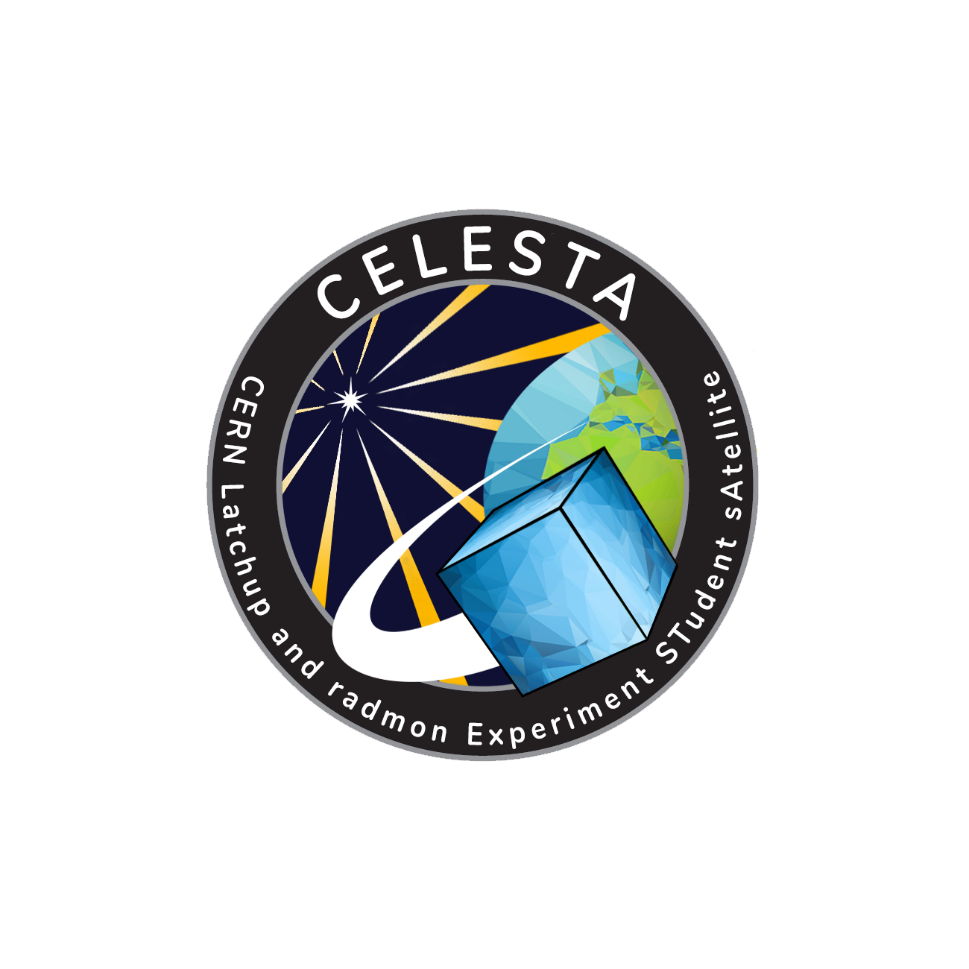 CELESTA
CERN Latchup and radmon Experiment STudent sAtellite